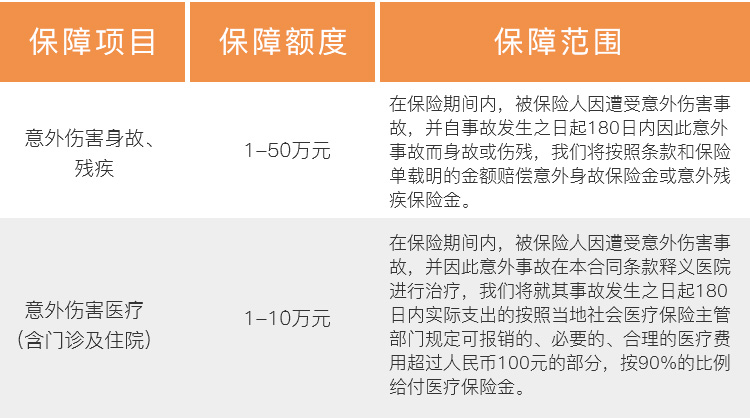 保障项目
保障额度
保障范围
意外伤害身故、
残疾
1-50万元
在保险期间内，被保险人因遭受意外伤害事
故，并自事故发生之日起180日内因此意外
事故而身故或伤残，我们将按照条款和保险
单载明的金额赔偿意外身故保险金或意外残
疾保险金。
意外伤害医疗
（含门诊及住院）
1-10万元
在保险期间内，被保险人因遭受意外伤害事
故，并因此意外事故在本合同条款释义医院
进行治疗，我们将就其事故发生之日起180
日内实际支出的按照当地社会医疗保险主管
部门规定可报销的、必要的、合理的医疗费
用超过人民币100元的部分，按90%的比例
给付医疗保险金。